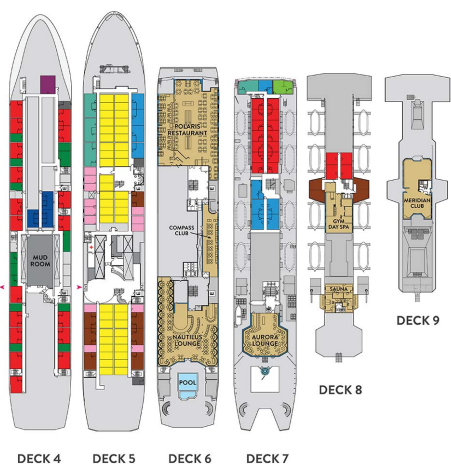 POLARIS
RESTAURANT
COMPASS
CLUB
MUD
ROOM
NAUTILUS
LOUNGE
POOL
AURORA
LOUNGE
GYM
DAY SPA
SAUNA
MERIDIAN
CLUB
DECK 9
DECK 8
DECK 4
DECK 5
DECK 6
DECK 7